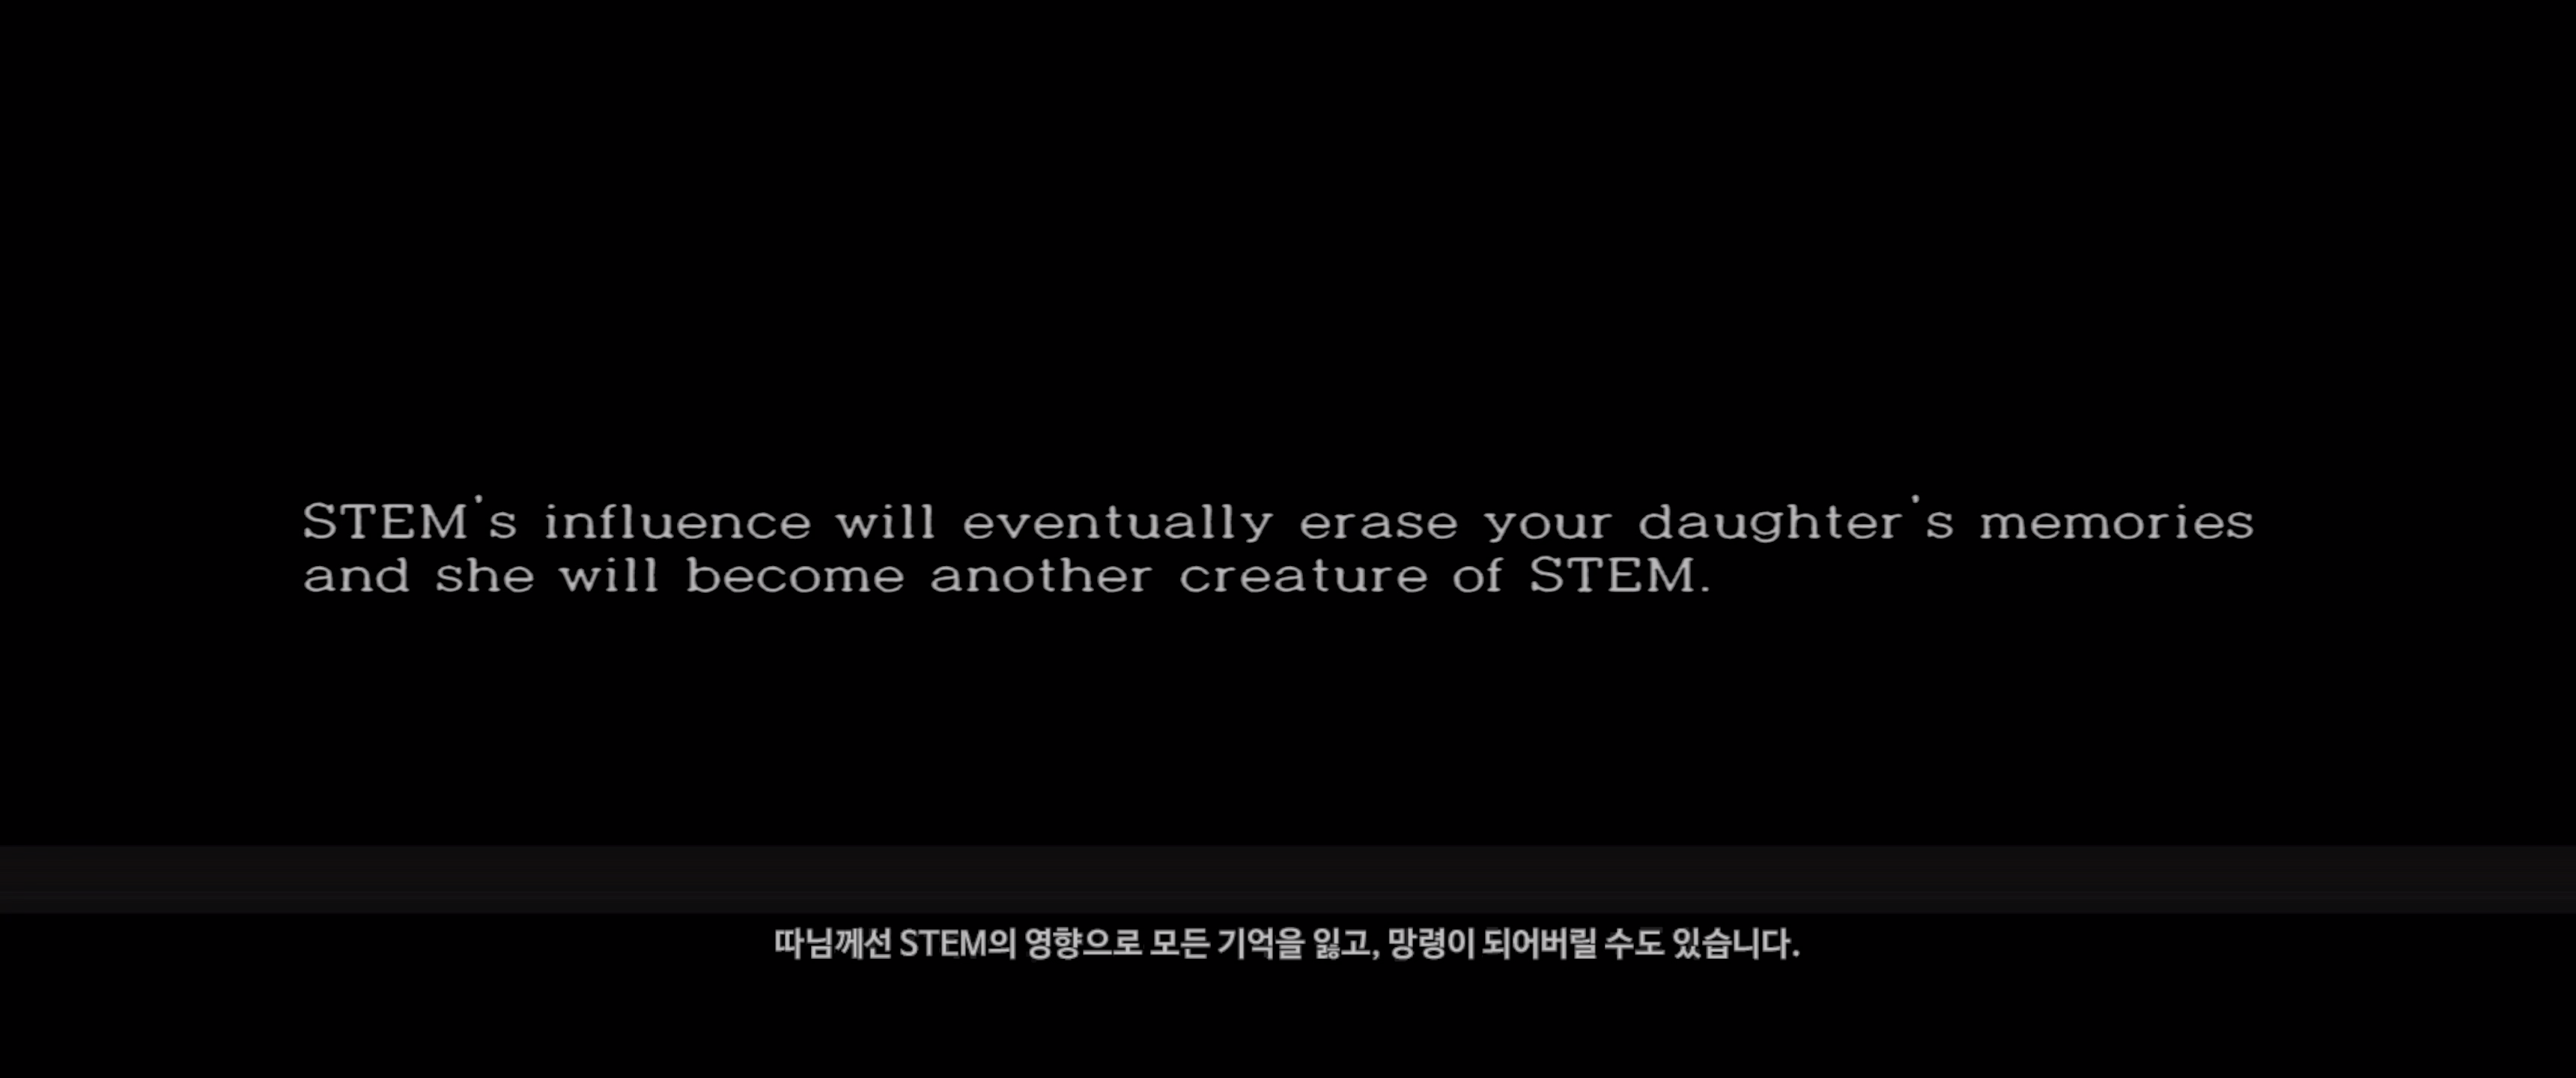 STEM's influence will eventually erase your daughter's memories
and she will become another creature of STEM.
따님께선 STEM의 영향으로 모든 기억을 잃고, 망령이 되어버릴 수도 있습니다.